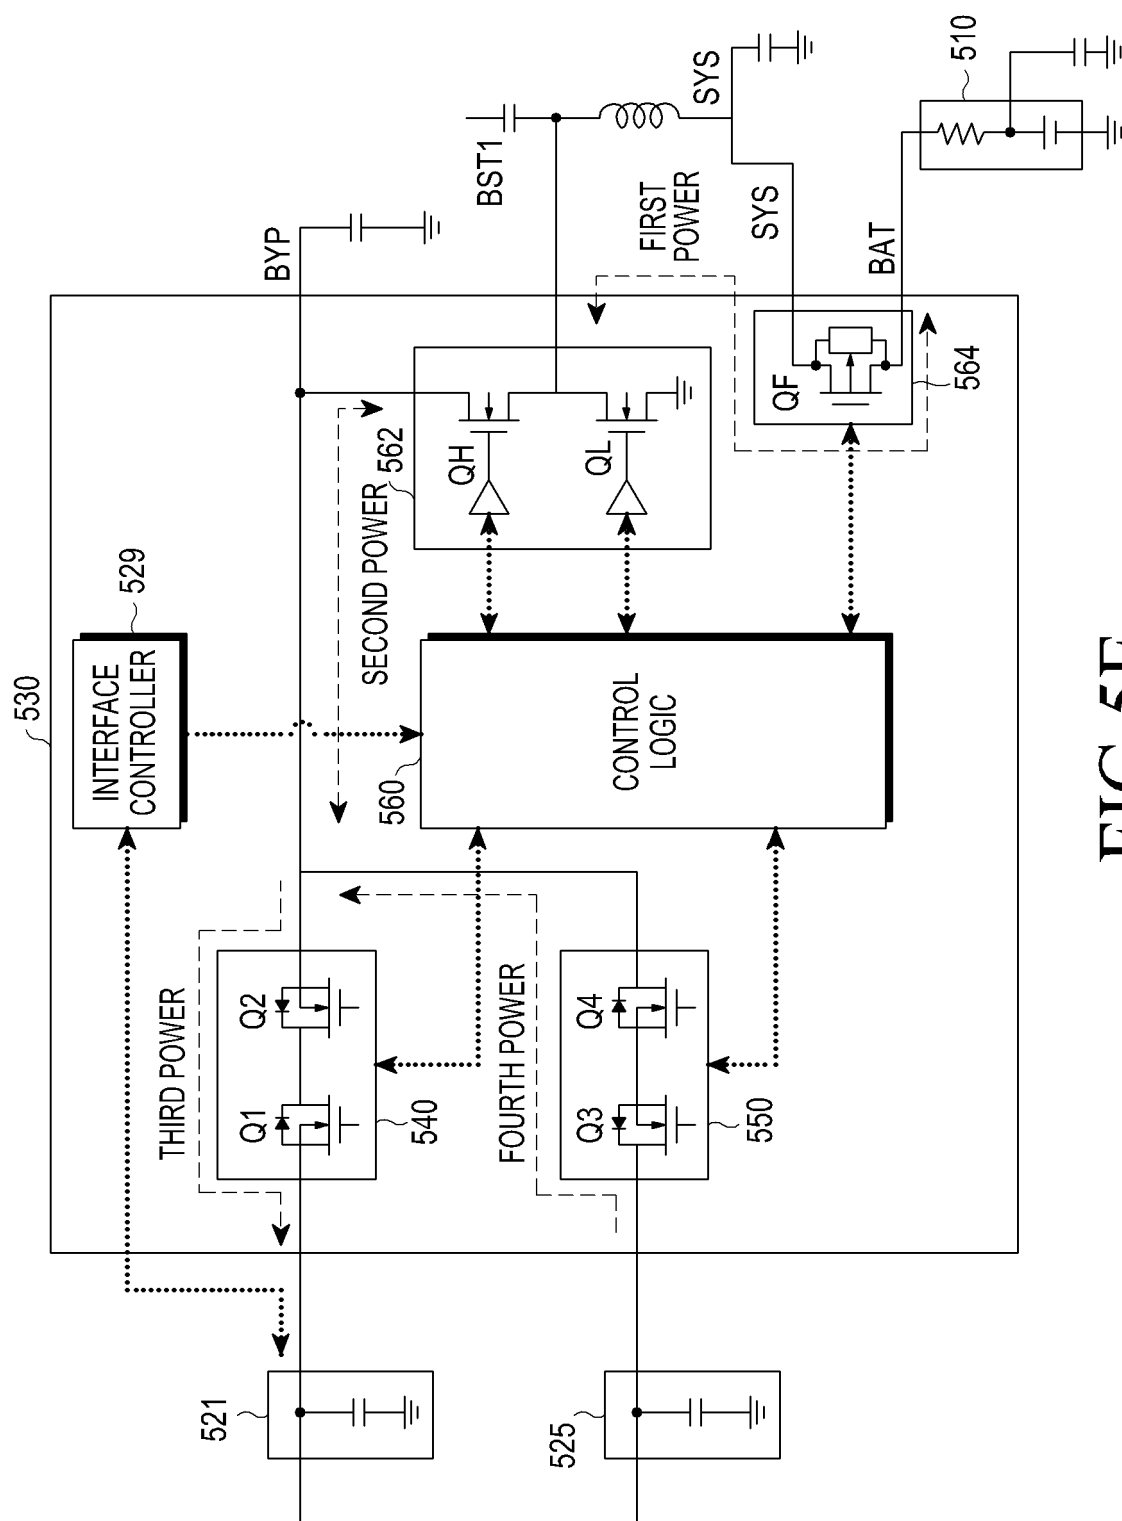 530
INTERFACE
CONTROLLER
529
THIRD POWER
521
Q1
Q2
BYP
SECOND POWER
562
560
540
QH
BST1
FOURTH POWER
525
Q3
Q4
QL
CONTROL
LOGIC
FIRST
POWER
SYS
550
SYS
QF
BAT
510
564
FIG.